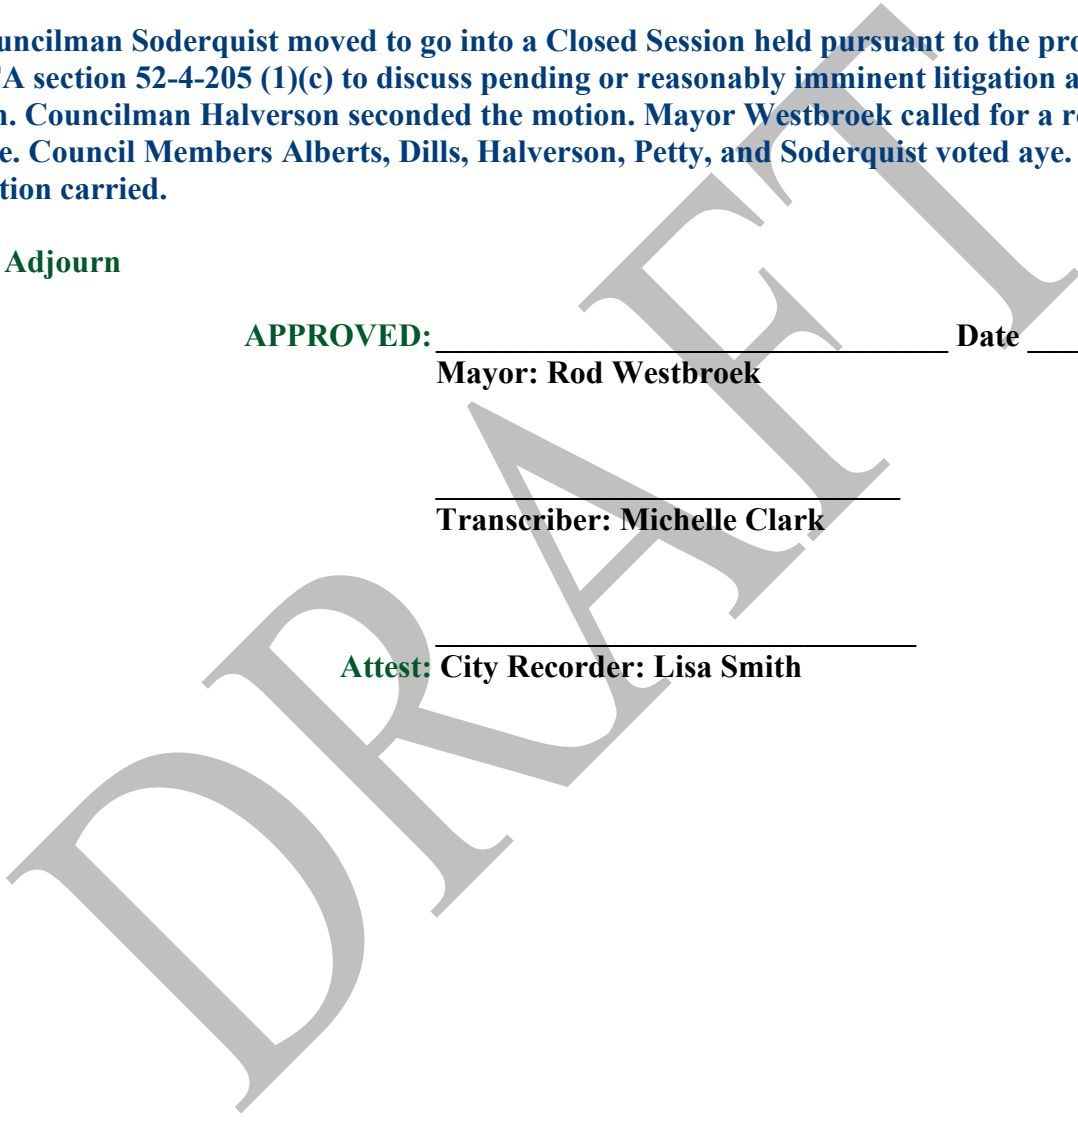 uncilman Soderquist moved to go into a Closed Session held pursuant to the pro
A section 52-4-205 (1)(c) to discuss pending or reasonably imminent litigation a
n. Councilman Halverson seconded the motion. Mayor Westbroek called for a r
e. Council Members Alberts, Dills, Halverson, Petty, and Soderquist voted aye.
tion carried.
Adjourn
APPROVED: Date
Mayor: Rod Westbroek
Transcriber: Michelle Clark
Attest: City Recorder: Lisa Smith
DRAFT